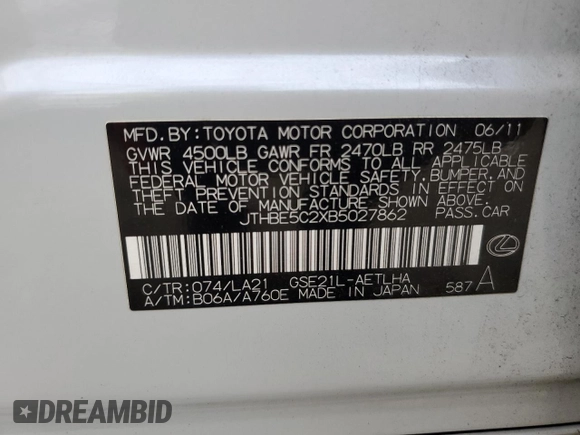 MFD.BY:TOYOTA MOTOR CORPORATION 06/11
GVWR 4500LB GAWR FR 2470LB RR 2475LB
THIS VEHICLE CONFORMS TO ALL APPLICABLE
FEDERAL MOTOR VEHICLE SAFETY,BUMPER, AND
THEFT PREVENTION STANDARDS IN EFFECT ON
THE DATE OF MANUFACTURE SHOWN ABOVE.
JTHBE5C2XB5027862 PASS.CAR
C/TR:074/LA21 GSE21L-AETLHA
A/TM:B06A/A760E MADE IN JAPAN 587 A
DREAMBID